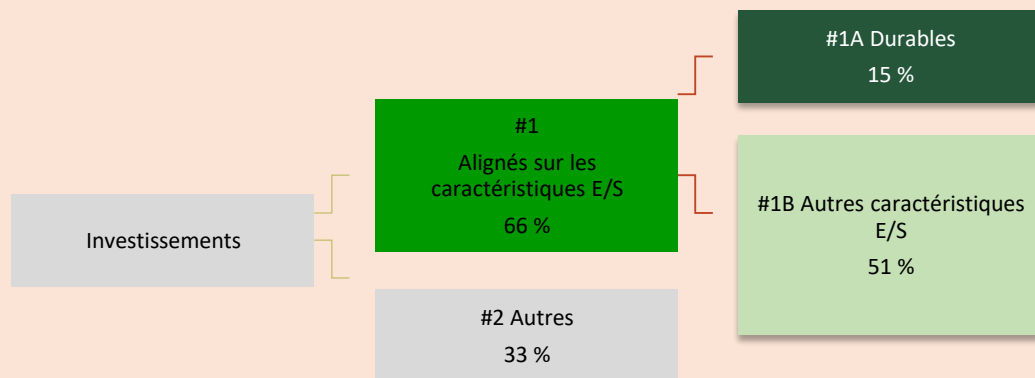 Investissements
#1
Alignés sur les
caractéristiques E/S
66 %
#2 Autres
33 %
#1A Durables
15 %
#1B Autres caractéristiques
E/S
51 %